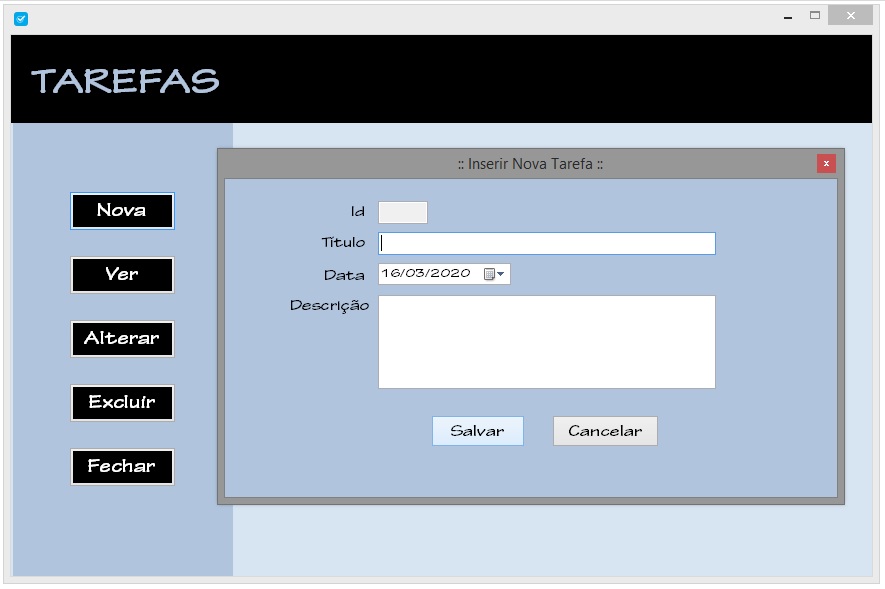 TAREFAS
Nova
Ver
Alterar
Excluir
Fechar
:: Inserir Nova Tarefa ::
Id
Título
Data 16/03/2020
Descrição
Salvar Cancelar